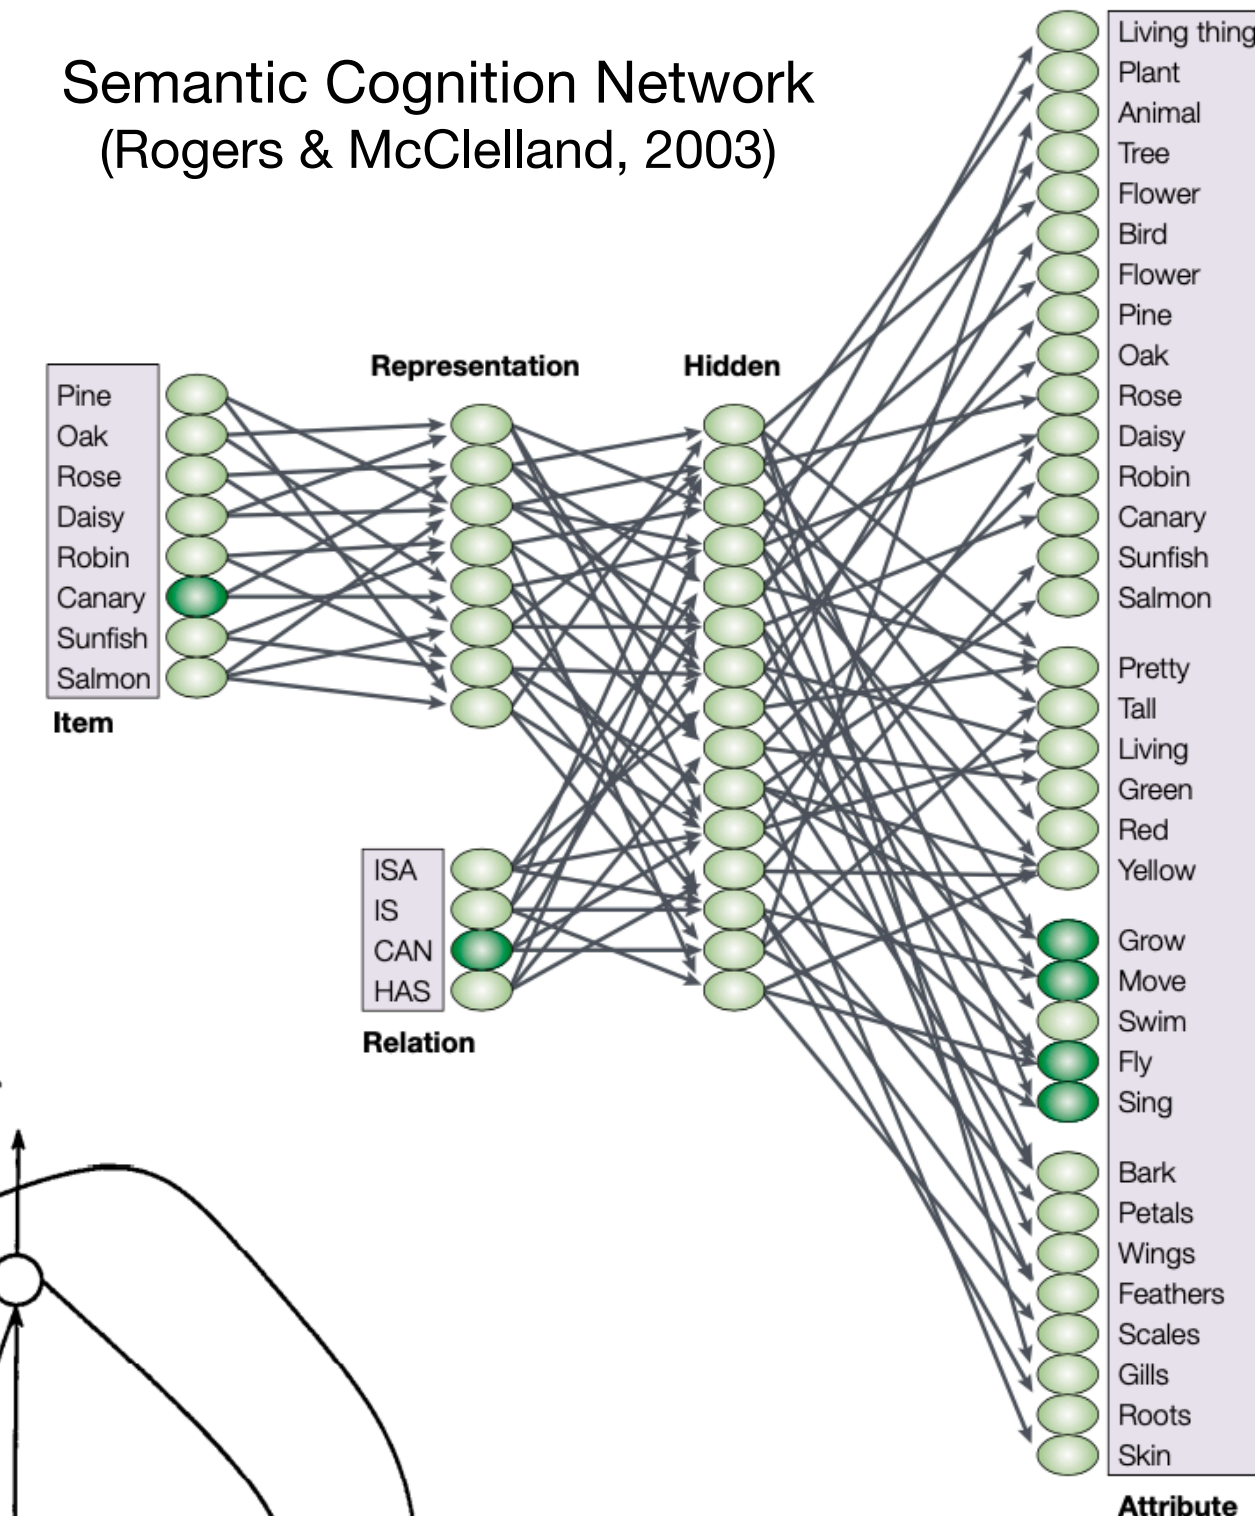 Semantic Cognition Network
(Rogers & McClelland, 2003)
Representation
Hidden
Pine
Oak
Rose
Daisy
Robin
Canary
Sunfish
Salmon
Item
ISA
IS
CAN
HAS
Relation
Living thing
Plant
Animal
Tree
Flower
Bird
Flower
Pine
Oak
Rose
Daisy
Robin
Canary
Sunfish
Salmon
Pretty
Tall
Living
Green
Red
Yellow
Grow
Move
Swim
Fly
Sing
Bark
Petals
Wings
Feathers
Scales
Gills
Roots
Skin
Attribute